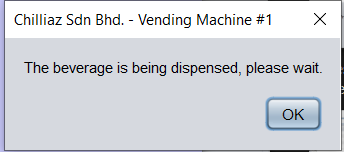 Chilliaz Sdn Bhd. - Vending Machine #1
The beverage is being dispensed, please wait.
OK